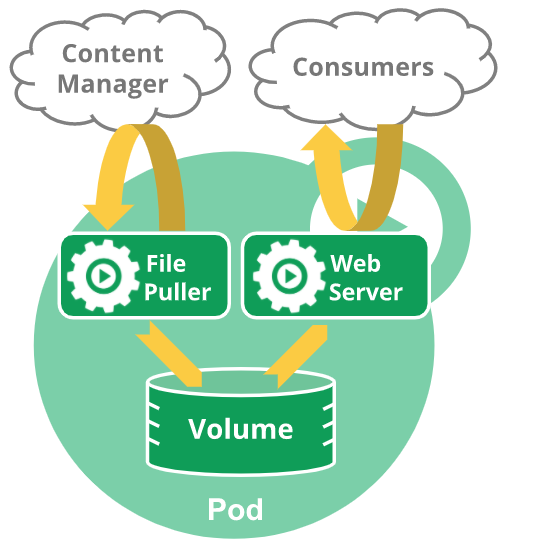 Content
Manager
Consumers
File
Puller
Web
Server
Volume
Pod